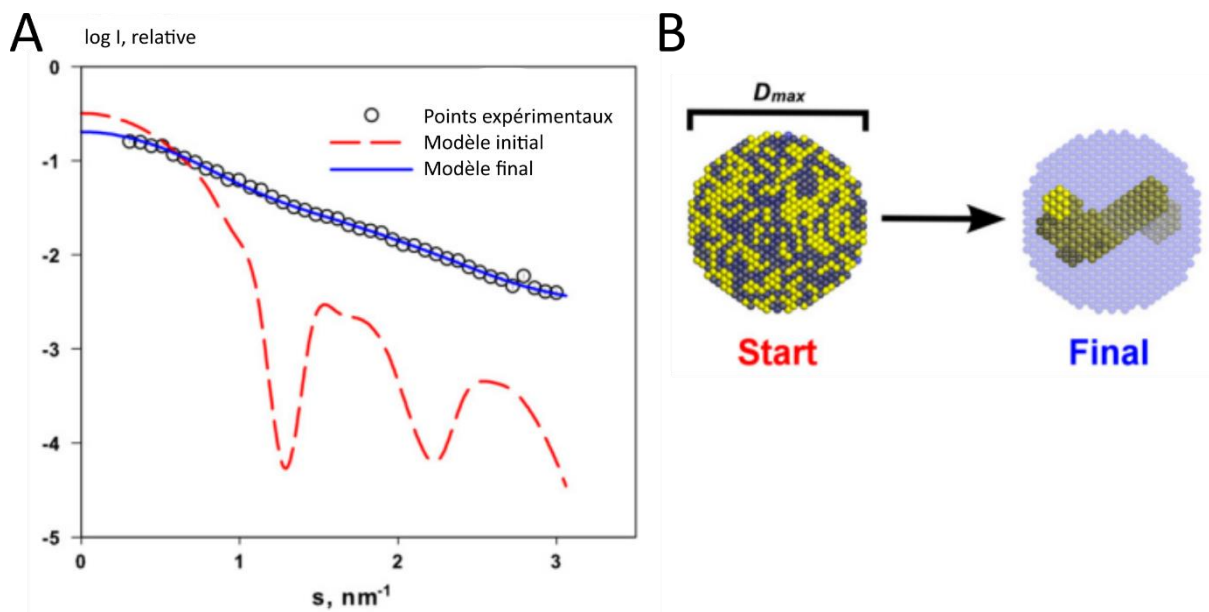 A
log I, relative
0
-1
-2
-3
-4
-5
0
1
2
3
s, nm-1
Points expérimentaux
Modèle initial
Modèle final
B
Dmax
Start
Final